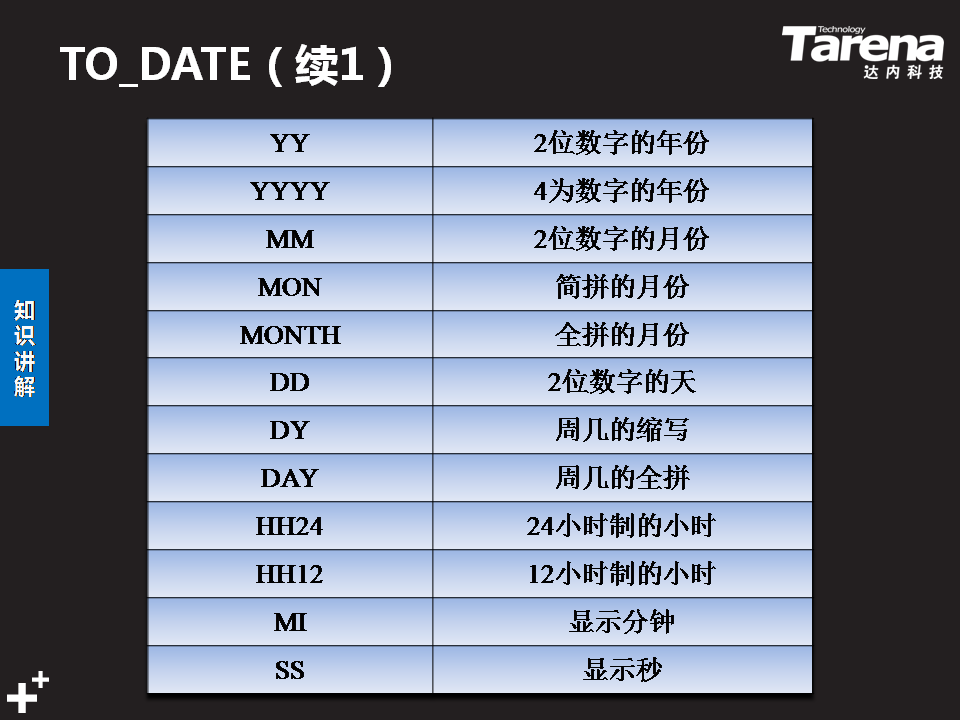 TO_DATE（续1）
Technology
Tarena
达内科技
YY 2位数字的年份
YYYY 4为数字的年份
MM 2位数字的月份
MON 简拼的月份
MONTH 全拼的月份
DD 2位数字的天
DY 周几的缩写
DAY 周几的全拼
HH24 24小时制的小时
HH12 12小时制的小时
MI 显示分钟
SS 显示秒
知识讲解